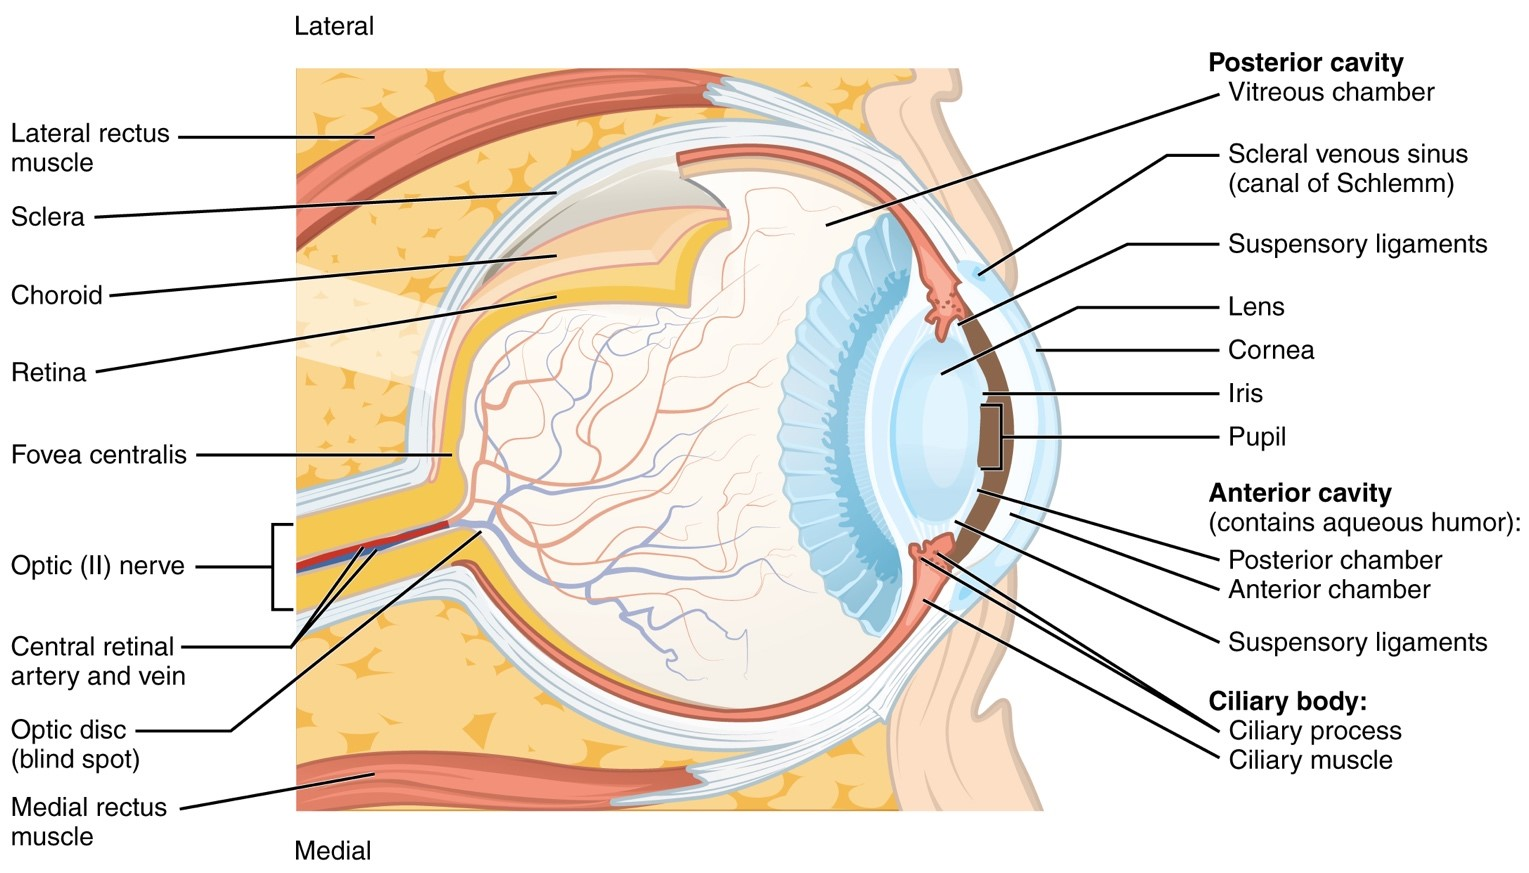 Lateral
Lateral rectus
muscle
Sclera
Choroid
Retina
Fovea centralis
Optic (II) nerve
Central retinal
artery and vein
Optic disc
(blind spot)
Medial rectus
muscle
Medial
Posterior cavity
Vitreous chamber
Scleral venous sinus
(canal of Schlemm)
Suspensory ligaments
Lens
Cornea
Iris
Pupil
Anterior cavity
(contains aqueous humor):
Posterior chamber
Anterior chamber
Suspensory ligaments
Ciliary body:
Ciliary process
Ciliary muscle